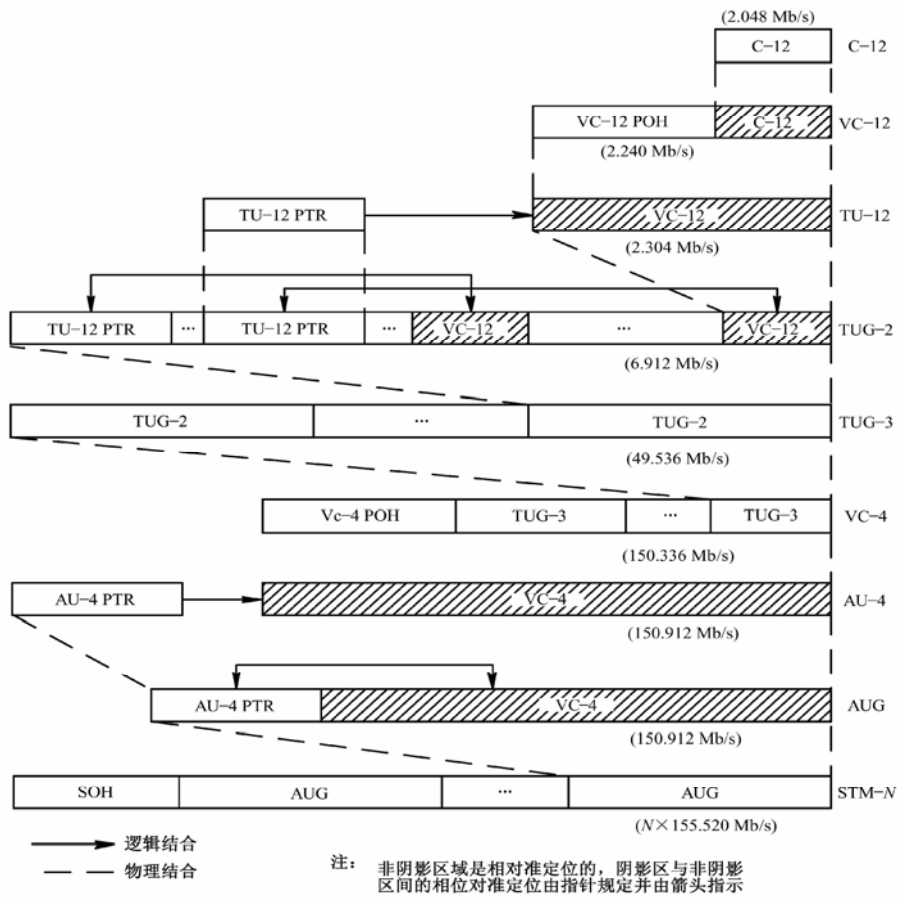 (2.048 Mb/s)
C-12 C-12
VC-12 POH C-12 VC-12
(2.240 Mb/s)
TU-12 PTR VC-12 TU-12
(2.304 Mb/s)
TU-12 PTR ... TU-12 PTR ... VC-12 ... VC-12 TUG-2
(6.912 Mb/s)
TUG-2 ... TUG-2 TUG-3
(49.536 Mb/s)
Vc-4 POH TUG-3 ... TUG-3 VC-4
(150.336 Mb/s)
AU-4 PTR VC-4 AU-4
(150.912 Mb/s)
AU-4 PTR VC-4 AUG
(150.912 Mb/s)
SOH AUG ... AUG STM-N
(N×155.520 Mb/s)
逻辑结合
物理结合
注： 非阴影区域是相对准定位的，阴影区与非阴影
区间的相位对准定位由指针规定并由箭头指示